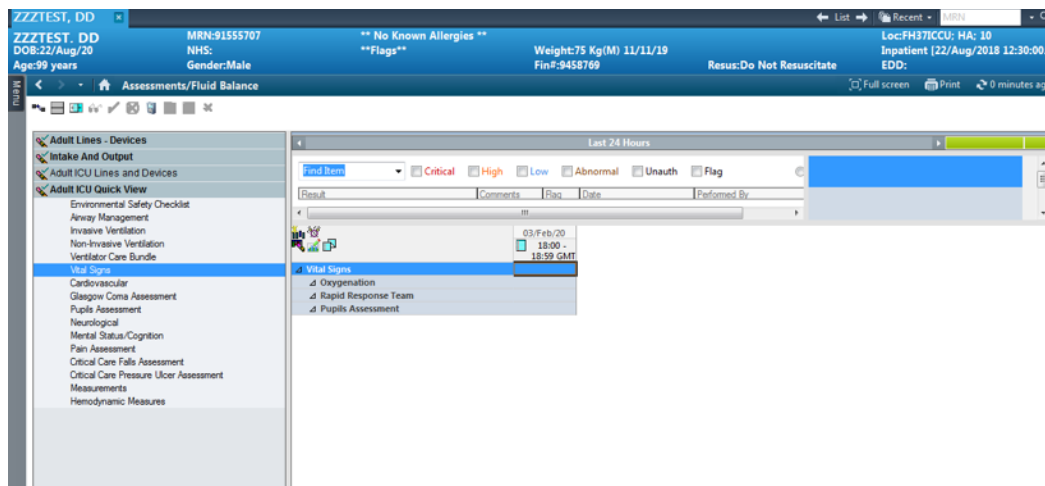 ZZZTEST, DD
List
Recent
MRN
ZZZTEST. DD
MRN:91555707
** No Known Allergies **
Loc:FH37ICCU; HA; 10
DOB:22/Aug/20
NHS:
**Flags**
Weight:75 Kg(M) 11/11/19
Inpatient [22/Aug/2018 12:30:00
Age:99 years
Gender:Male
Fin#:9458769
Resus:Do Not Resuscitate
EDD:
Menu
Assessments/Fluid Balance
Full screen
Print
0 minutes ag
Adult Lines - Devices
Intake And Output
Adult ICU Lines and Devices
Adult ICU Quick View
Environmental Safety Checklist
Airway Management
Invasive Ventilation
Non-Invasive Ventilation
Ventilator Care Bundle
Vital Signs
Cardiovascular
Glasgow Coma Assessment
Pupils Assessment
Neurological
Mental Status/Cognition
Pain Assessment
Critical Care Falls Assessment
Critical Care Pressure Ulcer Assessment
Measurements
Hemodynamic Measures
Last 24 Hours
Find Item
Critical
High
Low
Abnormal
Unauth
Flag
Result
Comments
Flag
Date
Performed By
03/Feb/20
18:00 -
18:59 GMT
Vital Signs
Oxygenation
Rapid Response Team
Pupils Assessment